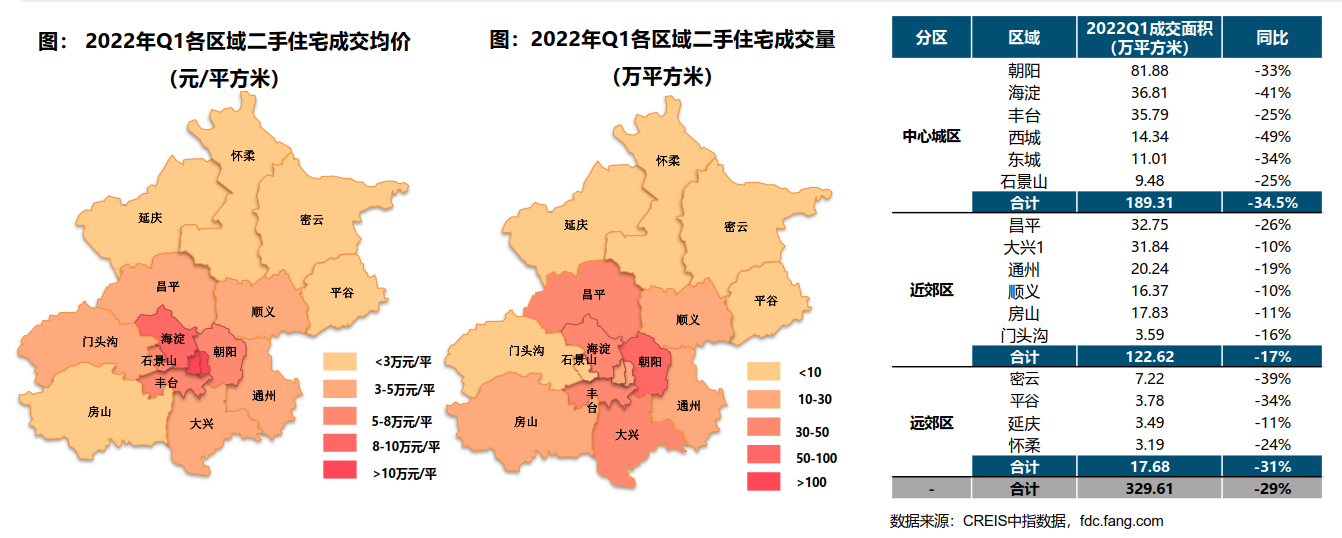 图： 2022年Q1各区域二手住宅成交均价
（元/平方米）
怀柔
延庆
密云
昌平
平谷
顺义
门头沟
海淀
朝阳
石景山
丰台
通州
房山
大兴
<3万元/平
3-5万元/平
5-8万元/平
8-10万元/平
>10万元/平
图：2022年Q1各区域二手住宅成交量
（万平方米）
怀柔
延庆
密云
昌平
平谷
顺义
门头沟
海淀
朝阳
石景山
丰
台
通州
房山
大兴
<10
10-30
30-50
50-100
>100
分区 区域 2022Q1成交面积 同比
（万平方米）
朝阳 81.88 -33%
海淀 36.81 -41%
丰台 35.79 -25%
中心城区 西城 14.34 -49%
东城 11.01 -34%
石景山 9.48 -25%
合计 189.31 -34.5%
昌平 32.75 -26%
大兴1 31.84 -10%
通州 20.24 -19%
近郊区 顺义 16.37 -10%
房山 17.83 -11%
门头沟 3.59 -16%
合计 122.62 -17%
密云 7.22 -39%
平谷 3.78 -34%
远郊区 延庆 3.49 -11%
怀柔 3.19 -24%
合计 17.68 -31%
- 合计 329.61 -29%
数据来源：CREIS中指数据，fdc.fang.com